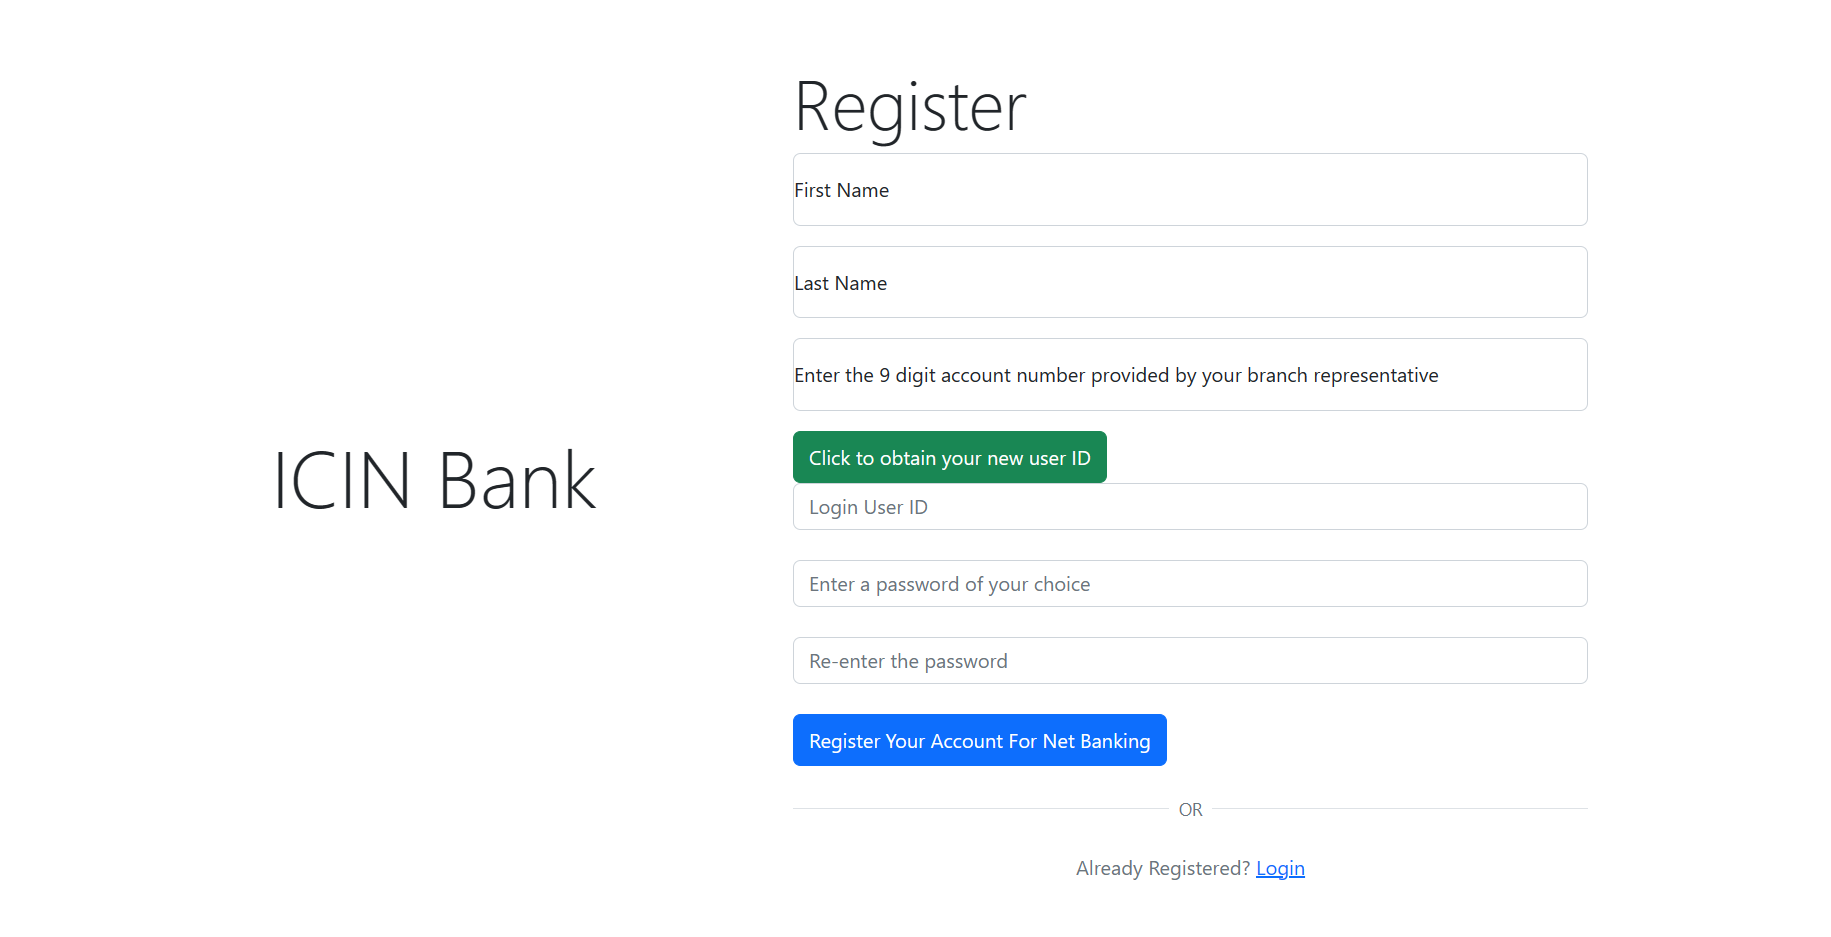 ICIN Bank
Register
First Name
Last Name
Enter the 9 digit account number provided by your branch representative
Click to obtain your new user ID
Login User ID
Enter a password of your choice
Re-enter the password
Register Your Account For Net Banking
OR
Already Registered? Login